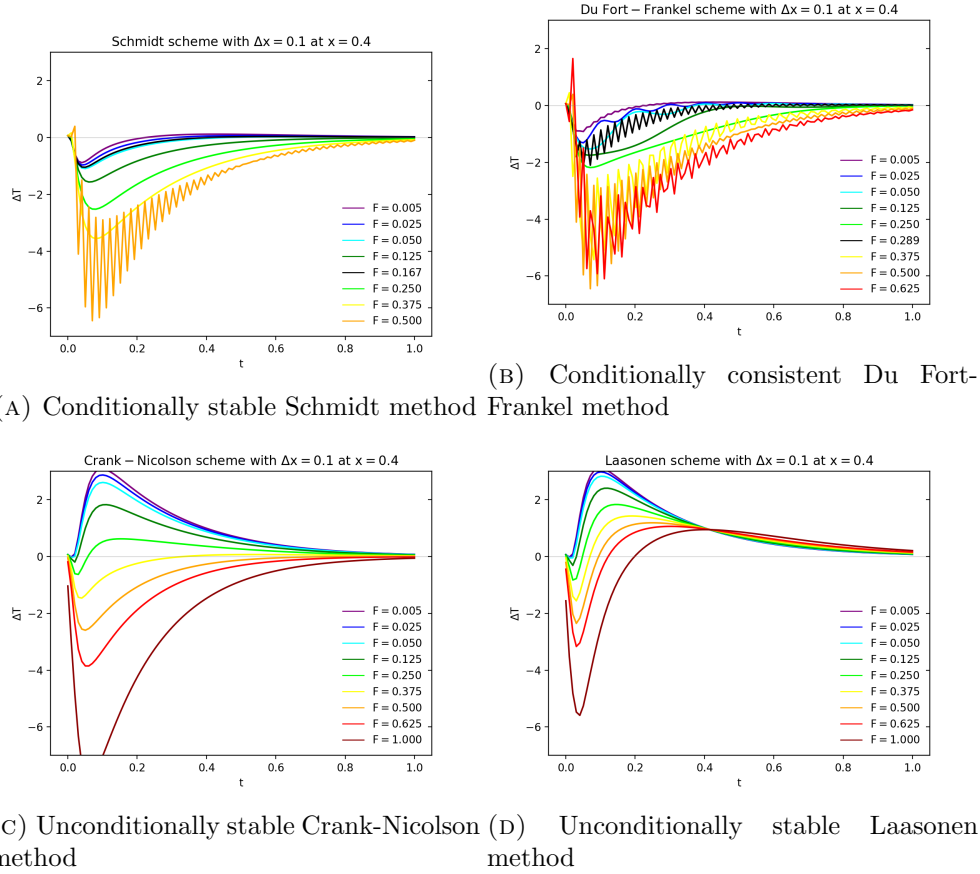 Schmidt scheme with Δx = 0.1 at x = 0.4
2
0
−2
−4
−6
ΔT
0.0 0.2 0.4 0.6 0.8 1.0
t
F = 0.005
F = 0.025
F = 0.050
F = 0.125
F = 0.167
F = 0.250
F = 0.375
F = 0.500
(A) Conditionally stable Schmidt method
Du Fort − Frankel scheme with Δx = 0.1 at x = 0.4
2
0
−2
−4
−6
ΔT
0.0 0.2 0.4 0.6 0.8 1.0
t
F = 0.005
F = 0.025
F = 0.050
F = 0.125
F = 0.250
F = 0.289
F = 0.375
F = 0.500
F = 0.625
(B) Conditionally consistent Du Fort-
Frankel method
Crank − Nicolson scheme with Δx = 0.1 at x = 0.4
2
0
−2
−4
−6
ΔT
0.0 0.2 0.4 0.6 0.8 1.0
t
F = 0.005
F = 0.025
F = 0.050
F = 0.125
F = 0.250
F = 0.375
F = 0.500
F = 0.625
F = 1.000
C) Unconditionally stable Crank-Nicolson
method
Laasonen scheme with Δx = 0.1 at x = 0.4
2
0
−2
−4
−6
ΔT
0.0 0.2 0.4 0.6 0.8 1.0
t
F = 0.005
F = 0.025
F = 0.050
F = 0.125
F = 0.250
F = 0.375
F = 0.500
F = 0.625
F = 1.000
(D) Unconditionally stable Laasonen
method